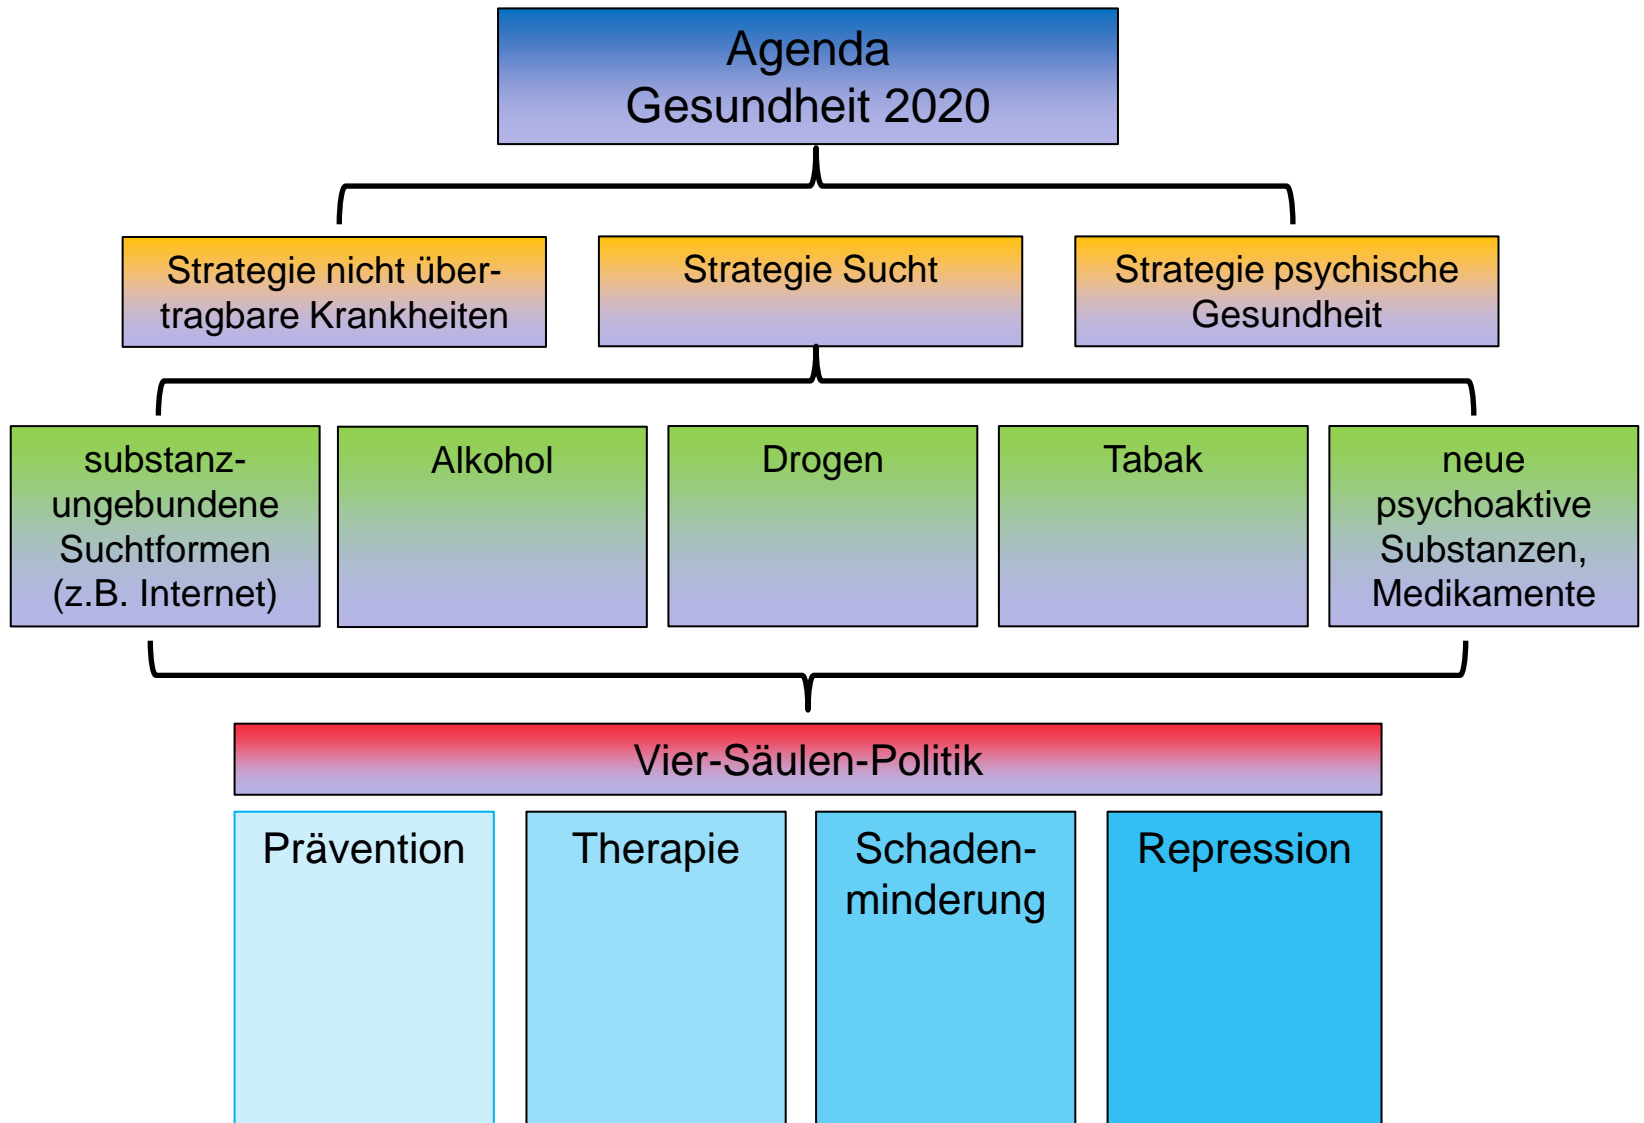 Agenda
Gesundheit 2020
Strategie nicht über-
tragbare Krankheiten
Strategie Sucht
Strategie psychische
Gesundheit
substanz-
ungebundene
Suchtformen
(z.B. Internet)
Alkohol
Drogen
Tabak
neue
psychoaktive
Substanzen,
Medikamente
Vier-Säulen-Politik
Prävention
Therapie
Schaden-
minderung
Repression